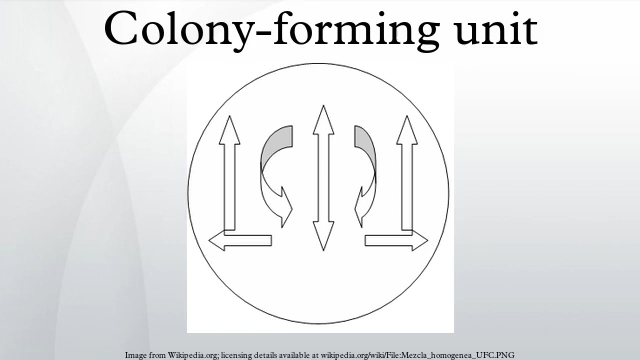 Colony-forming unit
Image from Wikipedia.org; licensing details available at wikipedia.org/wiki/File:Mezcla_homogenea_UFC.PNG